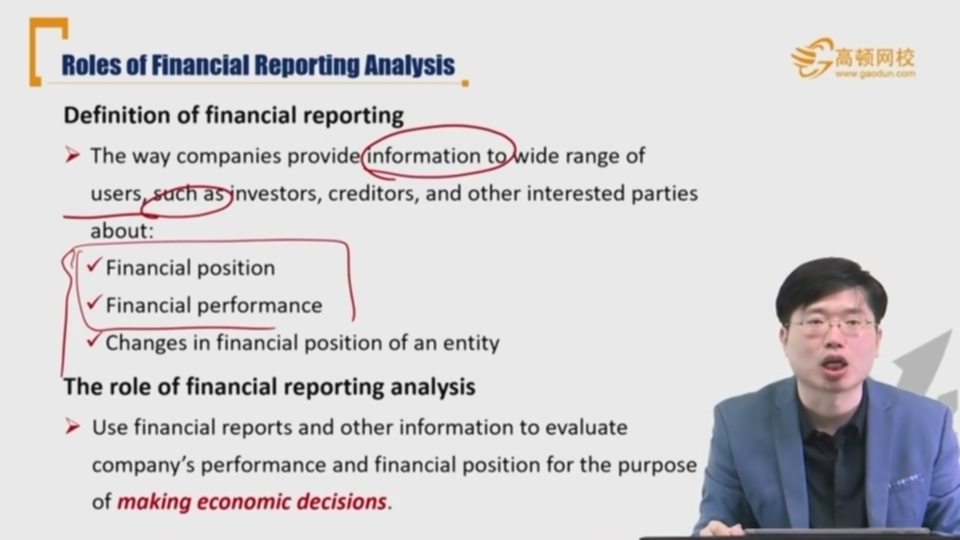 Roles of Financial Reporting Analysis
高顿网校
www.gaodun.com
Definition of financial reporting
The way companies provide information to wide range of
users, such as investors, creditors, and other interested parties
about:
Financial position
Financial performance
Changes in financial position of an entity
The role of financial reporting analysis
Use financial reports and other information to evaluate
company's performance and financial position for the purpose
of making economic decisions.